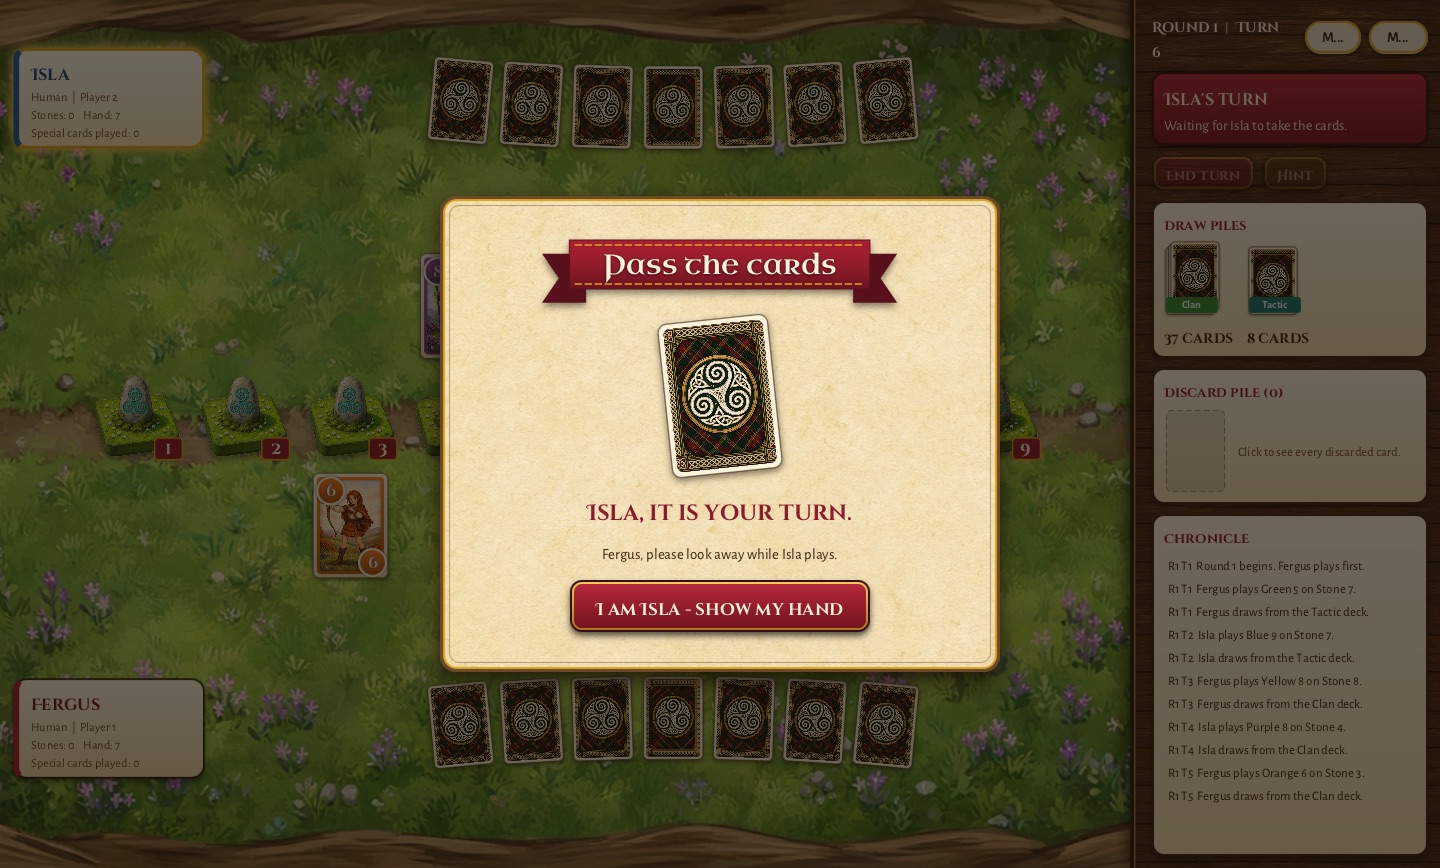 Isla
Human | Player 2
Stones: 0 Hand: 7
Special cards played: 0
Round 1 | Turn 6
M...
M...
Isla's Turn
Waiting for Isla to take the cards.
End Turn
Hint
Draw Piles
Clan
Tactic
37 cards
8 cards
Discard Pile (0)
Click to see every discarded card.
Chronicle
R1 T1 Round 1 begins. Fergus plays first.
R1 T1 Fergus plays Green 5 on Stone 7.
R1 T1 Fergus draws from the Tactic deck.
R1 T2 Isla plays Blue 9 on Stone 7.
R1 T2 Isla draws from the Tactic deck.
R1 T3 Fergus plays Yellow 8 on Stone 8.
R1 T3 Fergus draws from the Clan deck.
R1 T4 Isla plays Purple 8 on Stone 4.
R1 T4 Isla draws from the Clan deck.
R1 T5 Fergus plays Orange 6 on Stone 3.
R1 T5 Fergus draws from the Clan deck.
Pass the cards
Isla, it is your turn.
Fergus, please look away while Isla plays.
I am Isla - show my hand
1
2
3
9
6
6
Fergus
Human | Player 1
Stones: 0 Hand: 7
Special cards played: 0